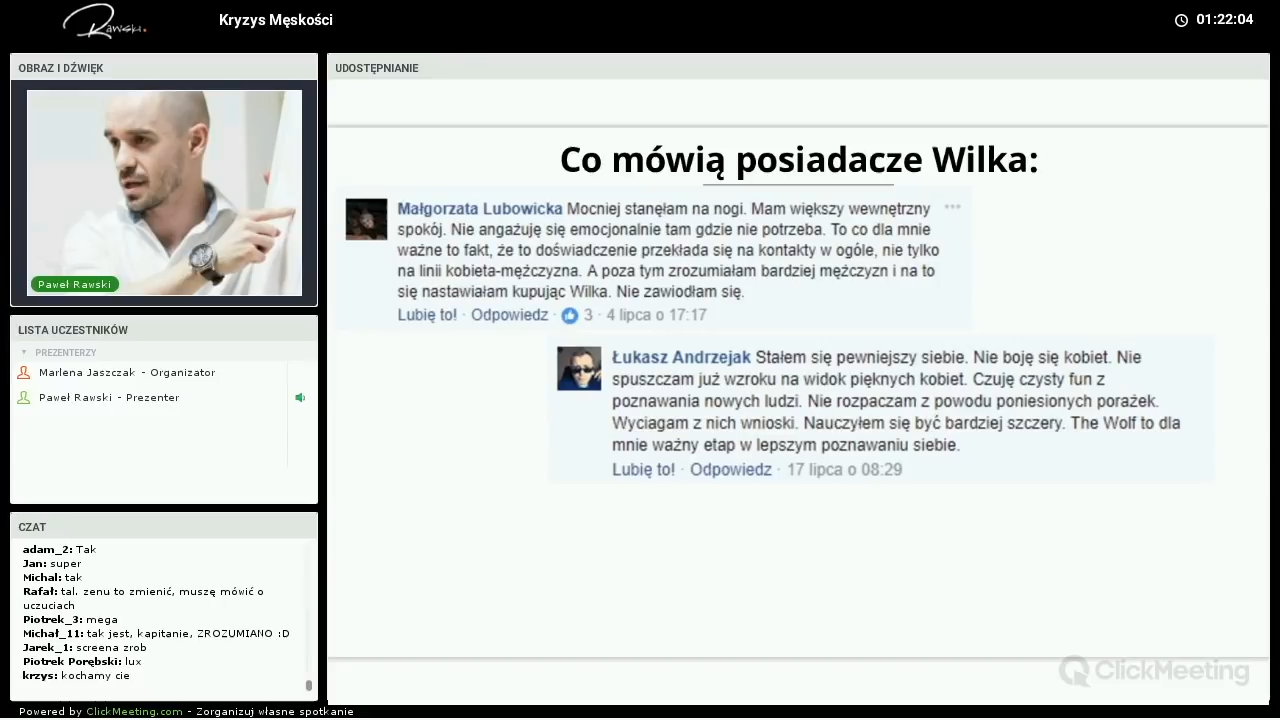 Rawski.
Kryzys Męskości
01:22:04
OBRAZ I DŹWIĘK
Paweł Rawski
LISTA UCZESTNIKÓW
PREZENTERZY
Marlena Jaszczak - Organizator
Paweł Rawski - Prezenter
CZAT
adam_2: Tak
Jan: super
Michal: tak
Rafał: tal. zenu to zmienić, muszę mówić o
uczuciach
Piotrek_3: mega
Michał_11: tak jest, kapitanie, ZROZUMIANO :D
Jarek_1: screena zrob
Piotrek Porębski: lux
krzys: kochamy cie
UDOSTĘPNIANIE
Co mówią posiadacze Wilka:
Małgorzata Lubowicka Mocniej stanęłam na nogi. Mam większy wewnętrzny
spokój. Nie angażuję się emocjonalnie tam gdzie nie potrzeba. To co dla mnie
ważne to fakt, że to doświadczenie przekłada się na kontakty w ogóle, nie tylko
na linii kobieta-mężczyzna. A poza tym zrozumiałam bardziej mężczyzn i na to
się nastawiałam kupując Wilka. Nie zawiodłam się.
Lubię to! · Odpowiedz · 3 · 4 lipca o 17:17
Łukasz Andrzejak Stałem się pewniejszy siebie. Nie boję się kobiet. Nie
spuszczam już wzroku na widok pięknych kobiet. Czuję czysty fun z
poznawania nowych ludzi. Nie rozpaczam z powodu poniesionych porażek.
Wyciagam z nich wnioski. Nauczyłem się być bardziej szczery. The Wolf to dla
mnie ważny etap w lepszym poznawaniu siebie.
Lubię to! · Odpowiedz · 17 lipca o 08:29
ClickMeeting
Powered by ClickMeeting.com - Zorganizuj własne spotkanie